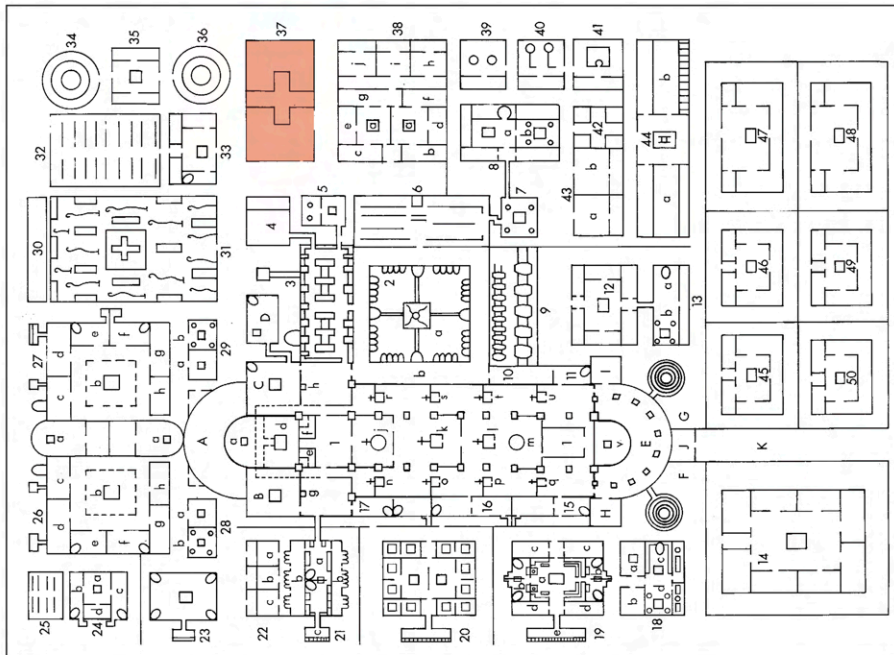 34
35
36
37
38
39
40
41
j
i
h
g
e
a
a
f
c
b
d
a
b
8
b
42
44
H
b
a
43
a
b
32
33
30
31
4
5
6
7
47
48
3
D
2
a
9
12
13
a
b
46
49
27
d
e
f
g
b
h
29
b
a
C
h
b
10
11
I
45
50
a
a
A
a
d
f
e
l
j
r
s
t
u
k
l
m
l
v
E
G
J
K
F
n
o
p
q
26
c
d
b
h
g
e
f
28
a
b
B
g
17
16
15
H
25
24
b
a
d
c
23
22
a
b
c
b
a
b
c
21
20
c
c
b
d
d
e
19
a
b
c
d
18
14